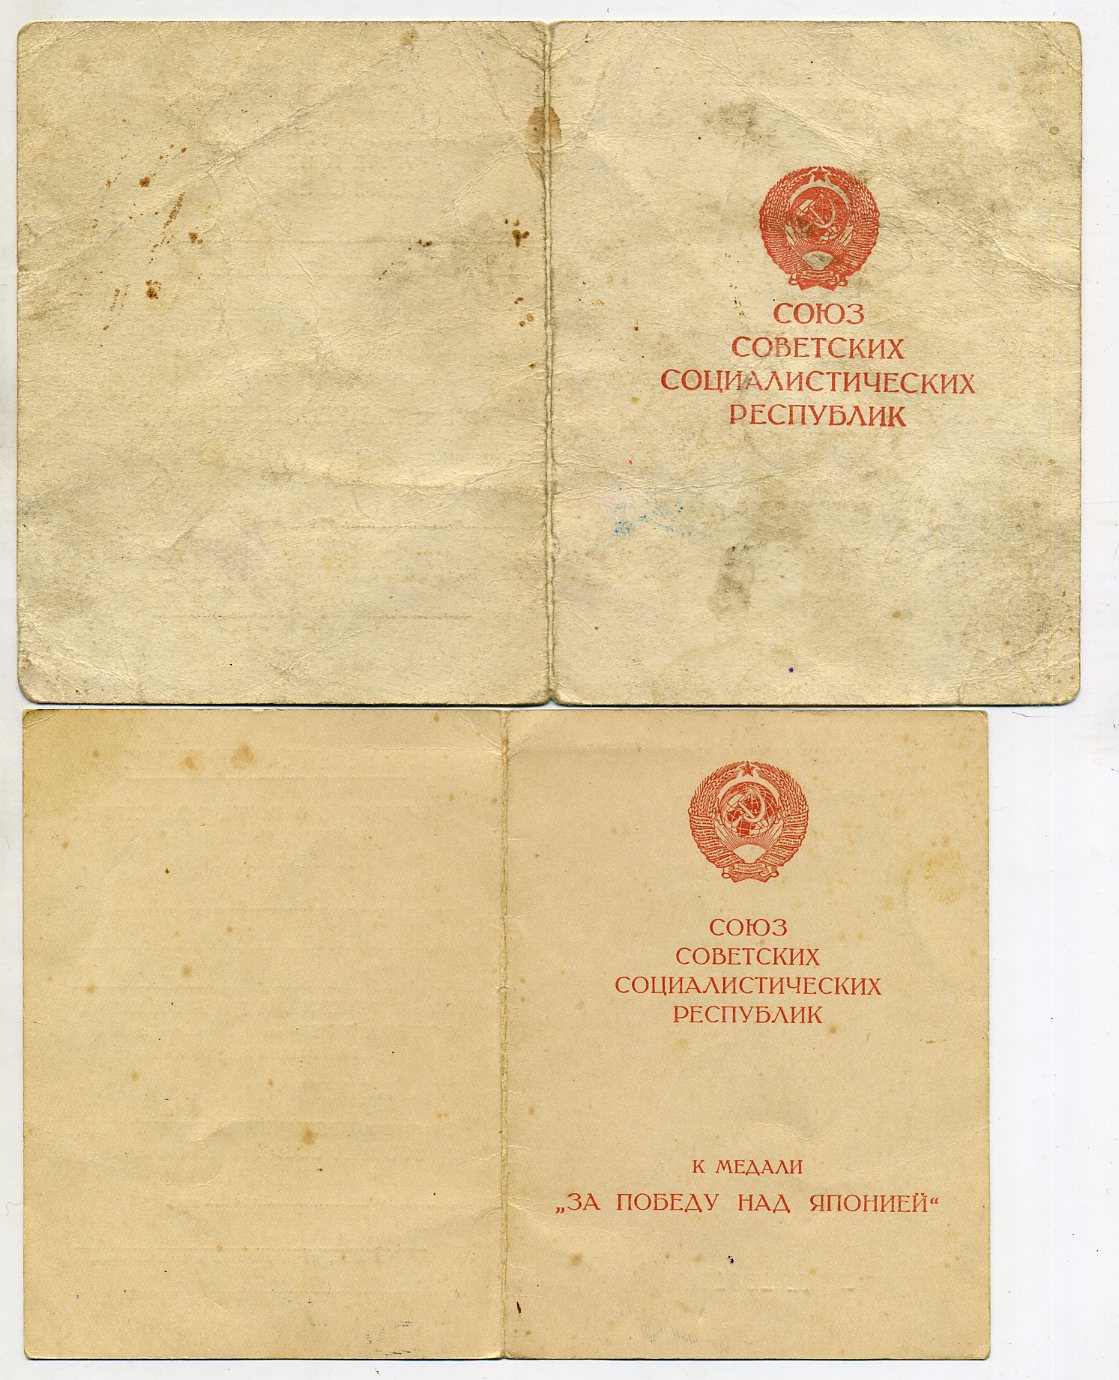 СОЮЗ
СОВЕТСКИХ
СОЦИАЛИСТИЧЕСКИХ
РЕСПУБЛИК
СОЮЗ
СОВЕТСКИХ
СОЦИАЛИСТИЧЕСКИХ
РЕСПУБЛИК
К МЕДАЛИ
„ЗА ПОБЕДУ НАД ЯПОНИЕЙ“